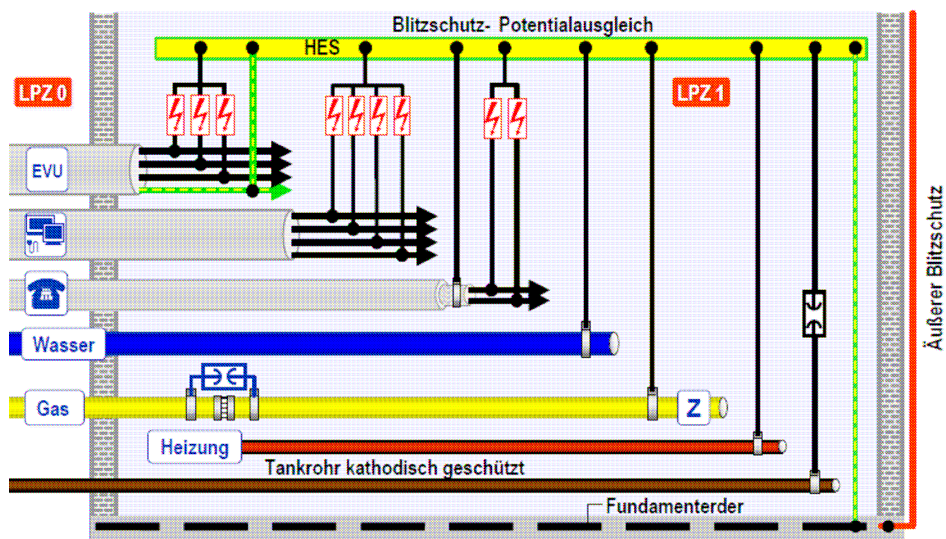 Blitzschutz- Potentialausgleich
HES
LPZ 0
LPZ 1
EVU
Äußerer Blitzschutz
Wasser
Gas
Z
Heizung
Tankrohr kathodisch geschützt
Fundamenterder